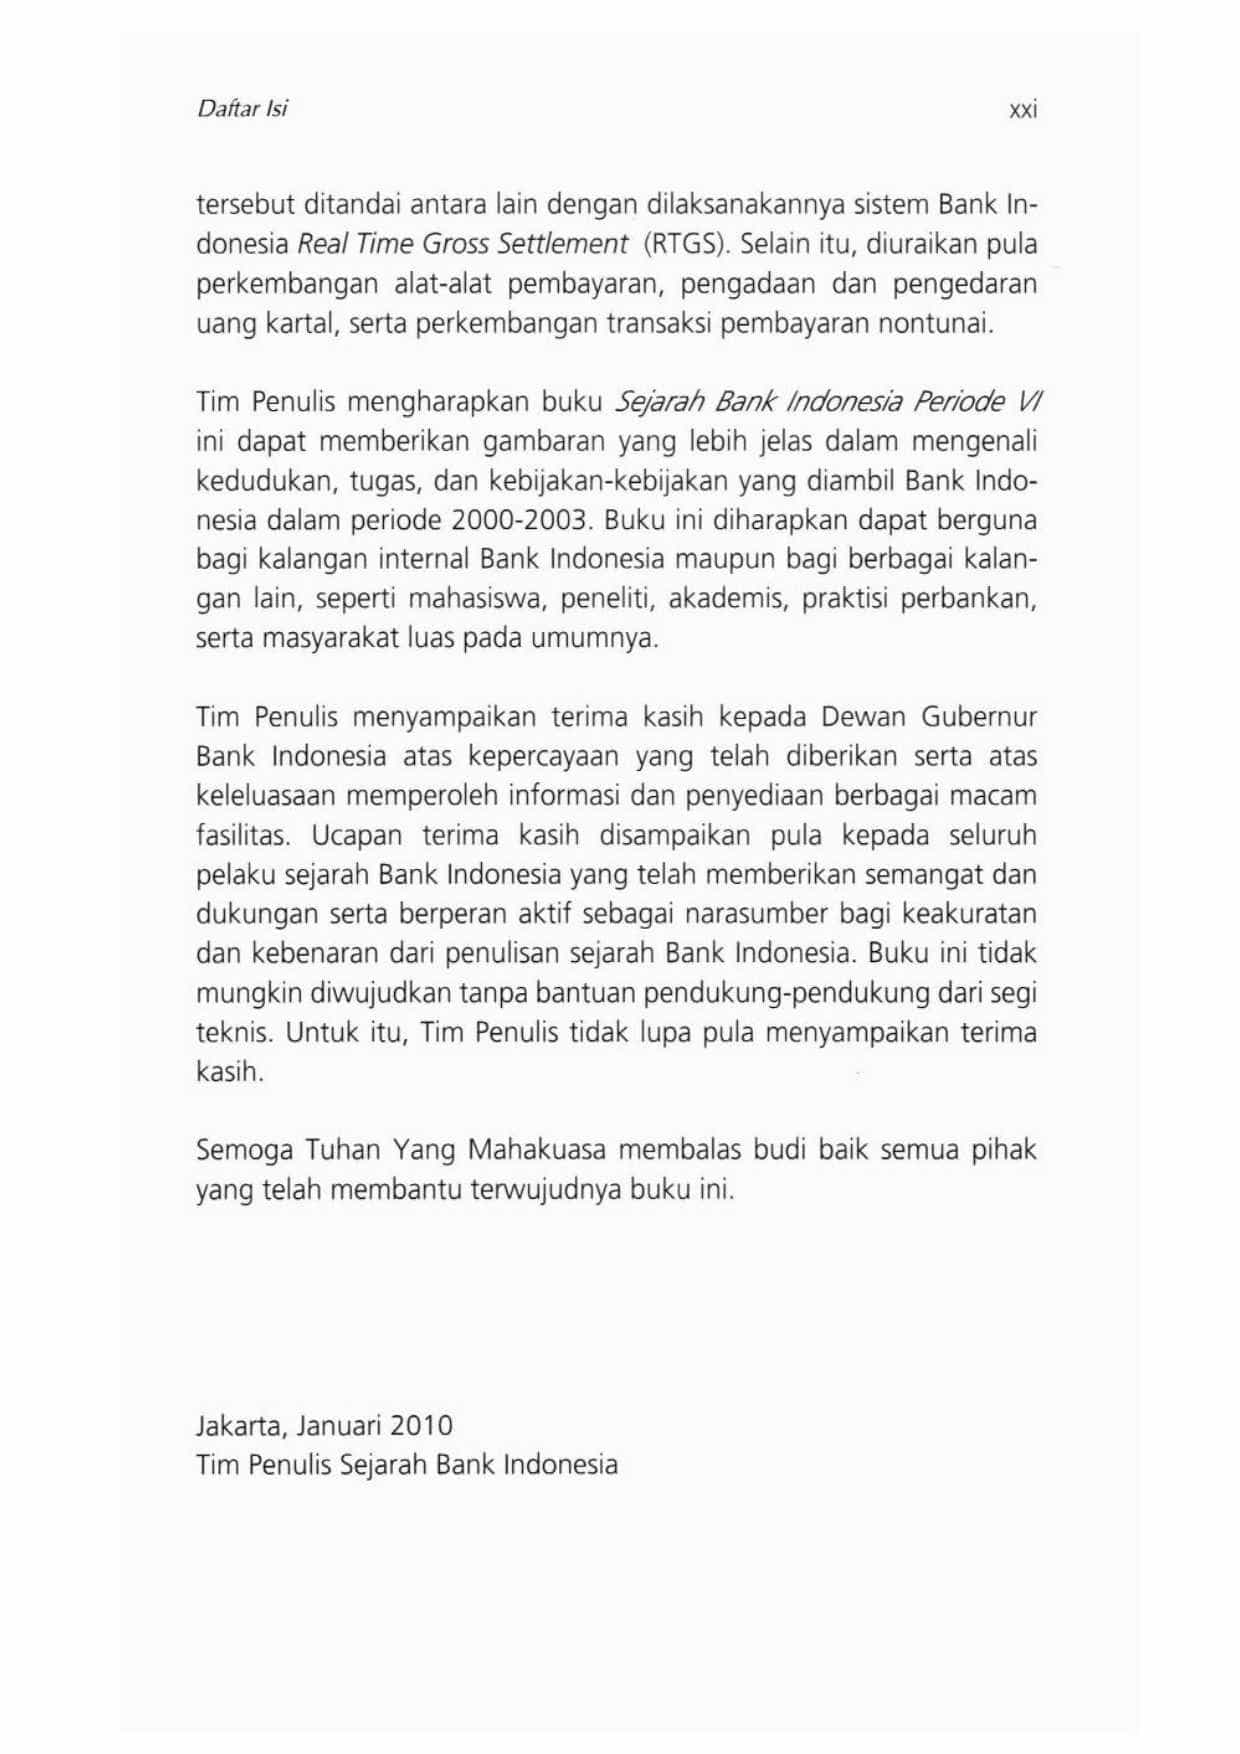 Daftar Isi
xxi
tersebut ditandai antara lain dengan dilaksanakannya sistem Bank In-
donesia Real Time Gross Settlement (RTGS). Selain itu, diuraikan pula
perkembangan alat-alat pembayaran, pengadaan dan pengedaran
uang kartal, serta perkembangan transaksi pembayaran nontunai.
Tim Penulis mengharapkan buku Sejarah Bank Indonesia Periode VI
ini dapat memberikan gambaran yang lebih jelas dalam mengenali
kedudukan, tugas, dan kebijakan-kebijakan yang diambil Bank Indo-
nesia dalam periode 2000-2003. Buku ini diharapkan dapat berguna
bagi kalangan internal Bank Indonesia maupun bagi berbagai kalan-
gan lain, seperti mahasiswa, peneliti, akademis, praktisi perbankan,
serta masyarakat luas pada umumnya.
Tim Penulis menyampaikan terima kasih kepada Dewan Gubernur
Bank Indonesia atas kepercayaan yang telah diberikan serta atas
keleluasaan memperoleh informasi dan penyediaan berbagai macam
fasilitas. Ucapan terima kasih disampaikan pula kepada seluruh
pelaku sejarah Bank Indonesia yang telah memberikan semangat dan
dukungan serta berperan aktif sebagai narasumber bagi keakuratan
dan kebenaran dari penulisan sejarah Bank Indonesia. Buku ini tidak
mungkin diwujudkan tanpa bantuan pendukung-pendukung dari segi
teknis. Untuk itu, Tim Penulis tidak lupa pula menyampaikan terima
kasih.
Semoga Tuhan Yang Mahakuasa membalas budi baik semua pihak
yang telah membantu terwujudnya buku ini.
Jakarta, Januari 2010
Tim Penulis Sejarah Bank Indonesia